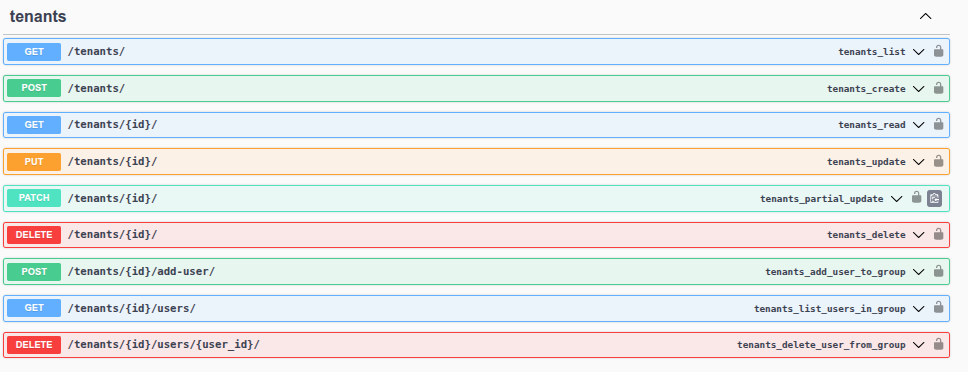 tenants
GET /tenants/ tenants_list
POST /tenants/ tenants_create
GET /tenants/{id}/ tenants_read
PUT /tenants/{id}/ tenants_update
PATCH /tenants/{id}/ tenants_partial_update
DELETE /tenants/{id}/ tenants_delete
POST /tenants/{id}/add-user/ tenants_add_user_to_group
GET /tenants/{id}/users/ tenants_list_users_in_group
DELETE /tenants/{id}/users/{user_id}/ tenants_delete_user_from_group